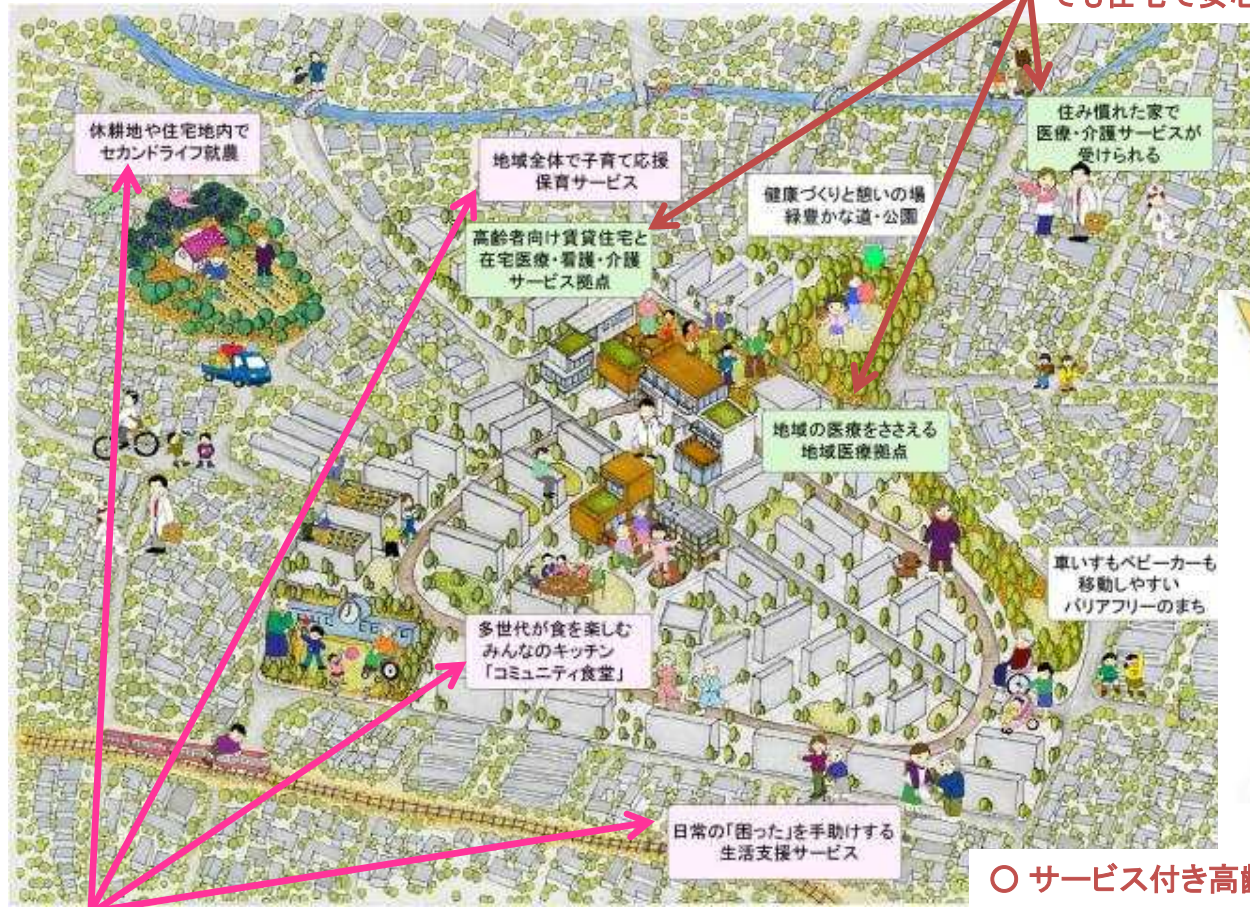 でも在宅で安心
住み慣れた家で
医療・介護サービスが
受けられる
休耕地や住宅地内で
セカンドライフ就農
地域全体で子育て応援
保育サービス
健康づくりと憩いの場
緑豊かな道・公園
高齢者向け賃貸住宅と
在宅医療・看護・介護
サービス拠点
地域の医療をささえる
地域医療拠点
車いすもベビーカーも
移動しやすい
バリアフリーのまち
多世代が食を楽しむ
みんなのキッチン
「コミュニティ食堂」
日常の「困った」を手助けする
生活支援サービス
○ サービス付き高齢